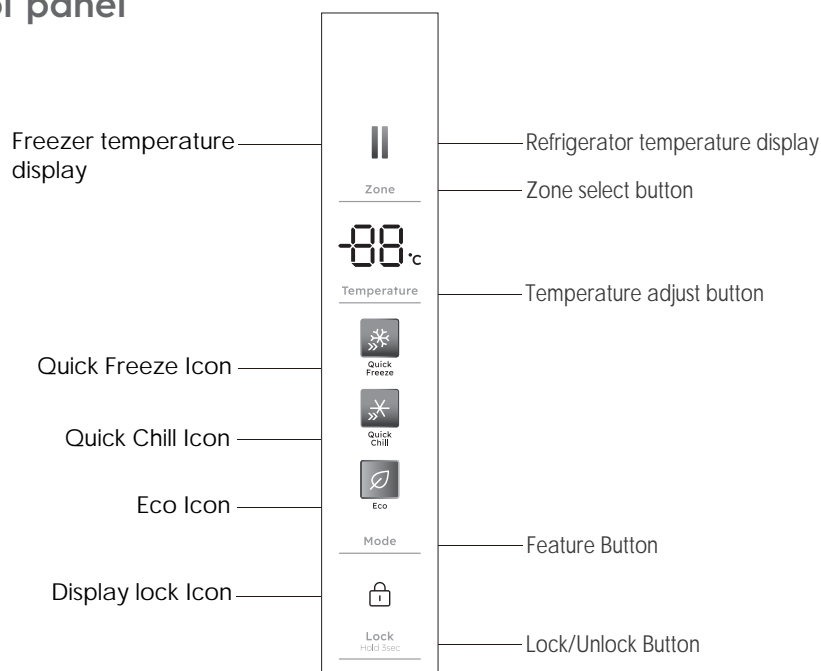 panel
Freezer temperature
display
Refrigerator temperature display
Zone
Zone select button
-88°C
Temperature
Temperature adjust button
Quick
Freeze
Quick Freeze Icon
Quick
Chill
Quick Chill Icon
Eco Icon
Eco
Mode
Feature Button
Display lock Icon
Lock
Hold 3sec
Lock/Unlock Button